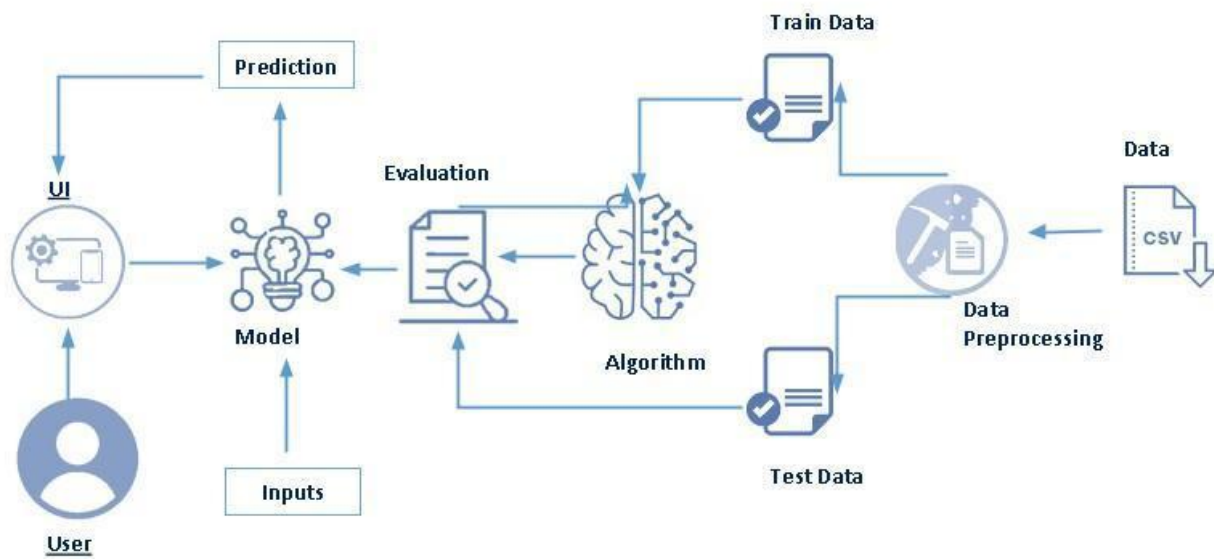 Train Data
Prediction
Data
Evaluation
UI
CSV
Model
Data
Preprocessing
Algorithm
Test Data
Inputs
User